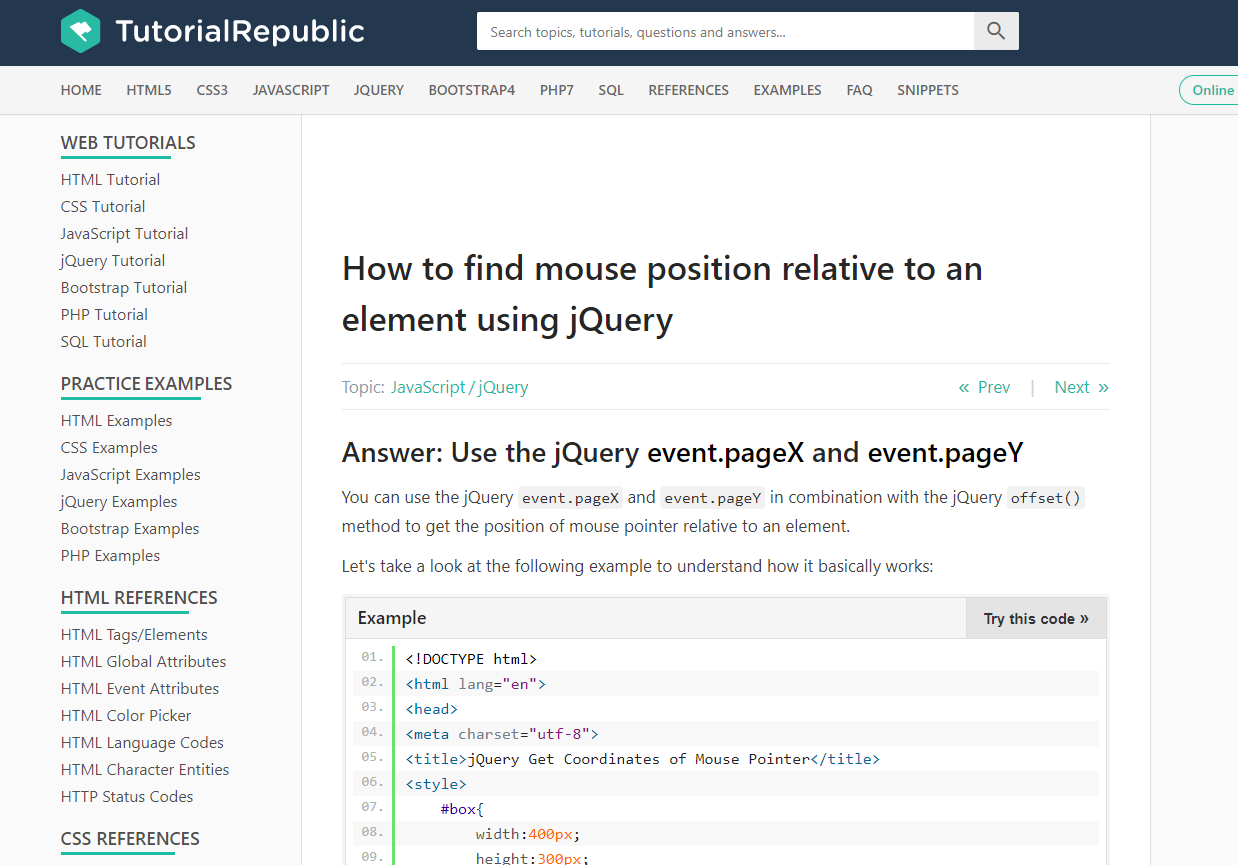 TutorialRepublic
Search topics, tutorials, questions and answers...
HOME HTML5 CSS3 JAVASCRIPT JQUERY BOOTSTRAP4 PHP7 SQL REFERENCES EXAMPLES FAQ SNIPPETS Online
WEB TUTORIALS
HTML Tutorial
CSS Tutorial
JavaScript Tutorial
jQuery Tutorial
Bootstrap Tutorial
PHP Tutorial
SQL Tutorial
PRACTICE EXAMPLES
HTML Examples
CSS Examples
JavaScript Examples
jQuery Examples
Bootstrap Examples
PHP Examples
HTML REFERENCES
HTML Tags/Elements
HTML Global Attributes
HTML Event Attributes
HTML Color Picker
HTML Language Codes
HTML Character Entities
HTTP Status Codes
CSS REFERENCES
How to find mouse position relative to an
element using jQuery
Topic: JavaScript / jQuery « Prev | Next »
Answer: Use the jQuery event.pageX and event.pageY
You can use the jQuery event.pageX and event.pageY in combination with the jQuery offset()
method to get the position of mouse pointer relative to an element.
Let's take a look at the following example to understand how it basically works:
Example Try this code »
01. <!DOCTYPE html>
02. <html lang="en">
03. <head>
04. <meta charset="utf-8">
05. <title>jQuery Get Coordinates of Mouse Pointer</title>
06. <style>
07. #box{
08. width:400px;
09. height:300px;